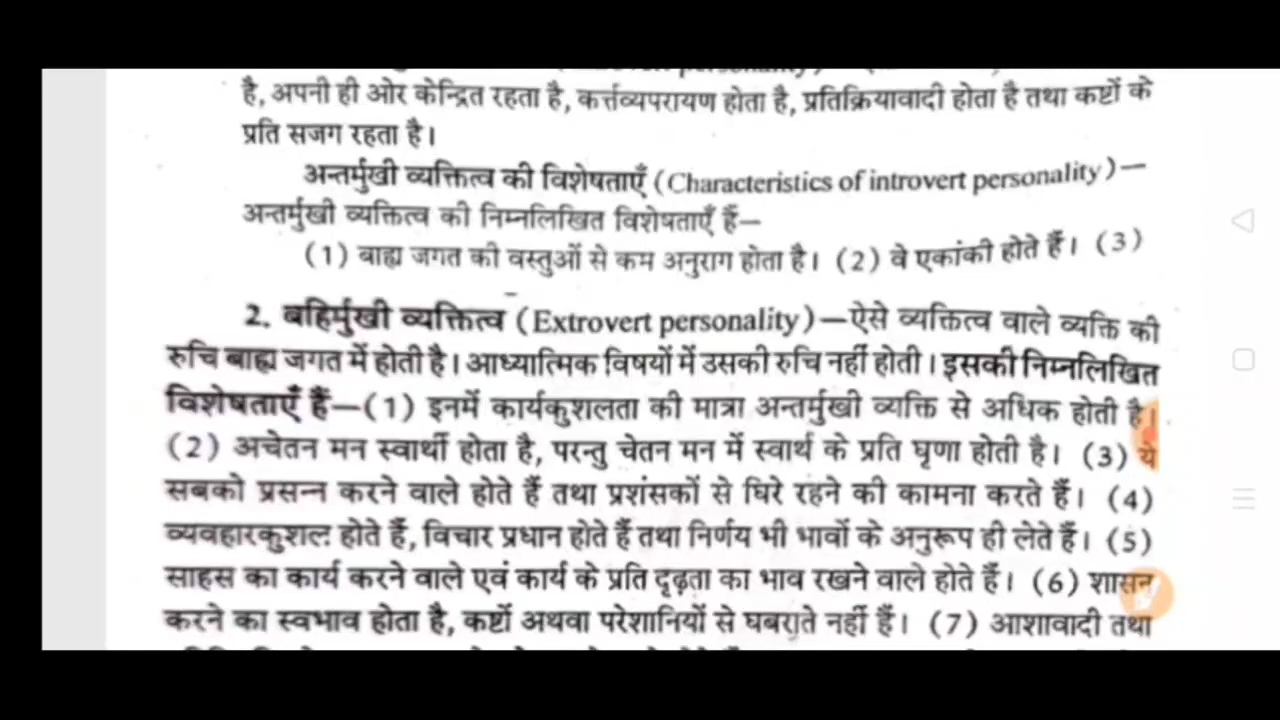 है, अपनी ही ओर केन्द्रित रहता है, कर्त्तव्यपरायण होता है, प्रतिक्रियावादी होता है तथा कष्टों के
प्रति सजग रहता है।
अन्तर्मुखी व्यक्तित्व की विशेषताएँ (Characteristics of introvert personality)—
अन्तर्मुखी व्यक्तित्व की निम्नलिखित विशेषताएँ हैं—
(1) बाह्य जगत की वस्तुओं से कम अनुराग होता है। (2) वे एकांकी होते हैं। (3)
2. बहिर्मुखी व्यक्तित्व (Extrovert personality)—ऐसे व्यक्तित्व वाले व्यक्ति की
रुचि बाह्य जगत में होती है। आध्यात्मिक विषयों में उसकी रुचि नहीं होती। इसकी निम्नलिखित
विशेषताएँ हैं—(1) इनमें कार्यकुशलता की मात्रा अन्तर्मुखी व्यक्ति से अधिक होती है।
(2) अचेतन मन स्वार्थी होता है, परन्तु चेतन मन में स्वार्थ के प्रति घृणा होती है। (3) ये
सबको प्रसन्न करने वाले होते हैं तथा प्रशंसकों से घिरे रहने की कामना करते हैं। (4)
व्यवहारकुशल होते हैं, विचार प्रधान होते हैं तथा निर्णय भी भावों के अनुरूप ही लेते हैं। (5)
साहस का कार्य करने वाले एवं कार्य के प्रति दृढ़ता का भाव रखने वाले होते हैं। (6) शासन
करने का स्वभाव होता है, कष्टों अथवा परेशानियों से घबराते नहीं हैं। (7) आशावादी तथा